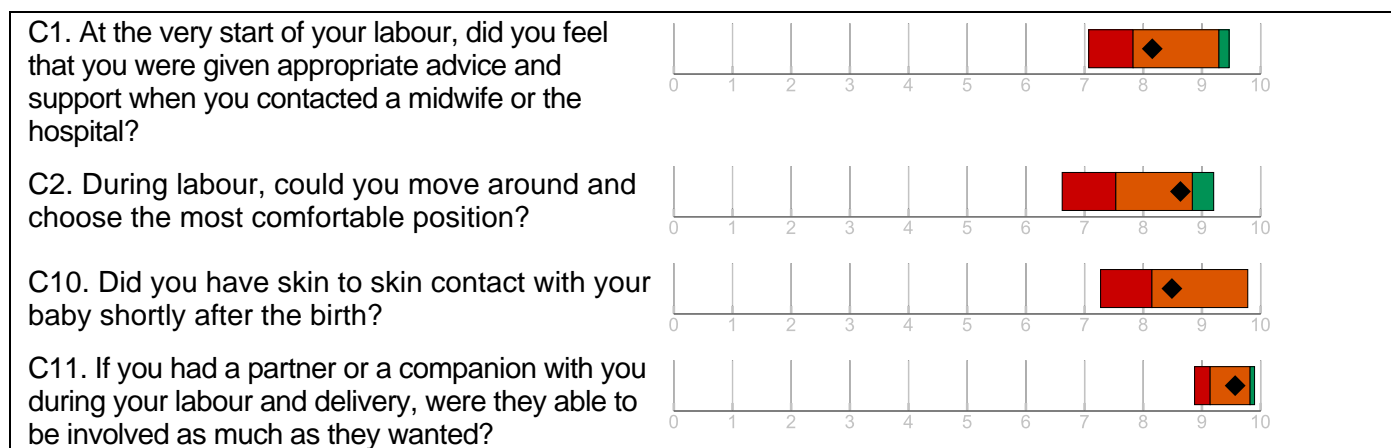 C1. At the very start of your labour, did you feel
that you were given appropriate advice and
support when you contacted a midwife or the
hospital?
0 1 2 3 4 5 6 7 8 9 10
C2. During labour, could you move around and
choose the most comfortable position?
0 1 2 3 4 5 6 7 8 9 10
C10. Did you have skin to skin contact with your
baby shortly after the birth?
0 1 2 3 4 5 6 7 8 9 10
C11. If you had a partner or a companion with you
during your labour and delivery, were they able to
be involved as much as they wanted?
0 1 2 3 4 5 6 7 8 9 10